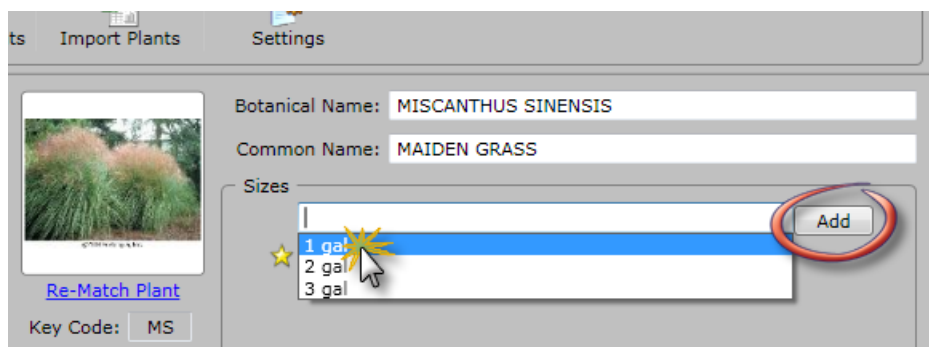 ts Import Plants Settings
Botanical Name: MISCANTHUS SINENSIS
Common Name: MAIDEN GRASS
Sizes
Add
1 gal
2 gal
3 gal
Re-Match Plant
Key Code: MS